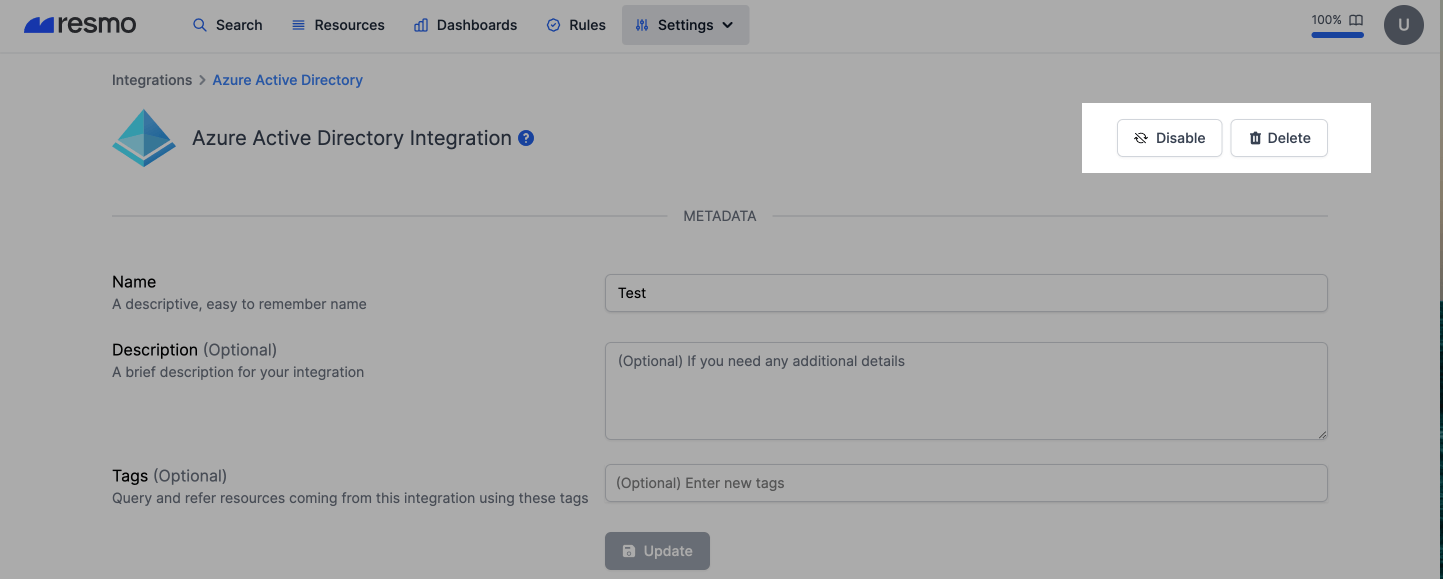 resmo Search Resources Dashboards Rules Settings 100% U
Integrations Azure Active Directory
Azure Active Directory Integration ? Disable Delete
METADATA
Name
A descriptive, easy to remember name
Test
Description (Optional)
A brief description for your integration
(Optional) If you need any additional details
Tags (Optional)
Query and refer resources coming from this integration using these tags
(Optional) Enter new tags
Update